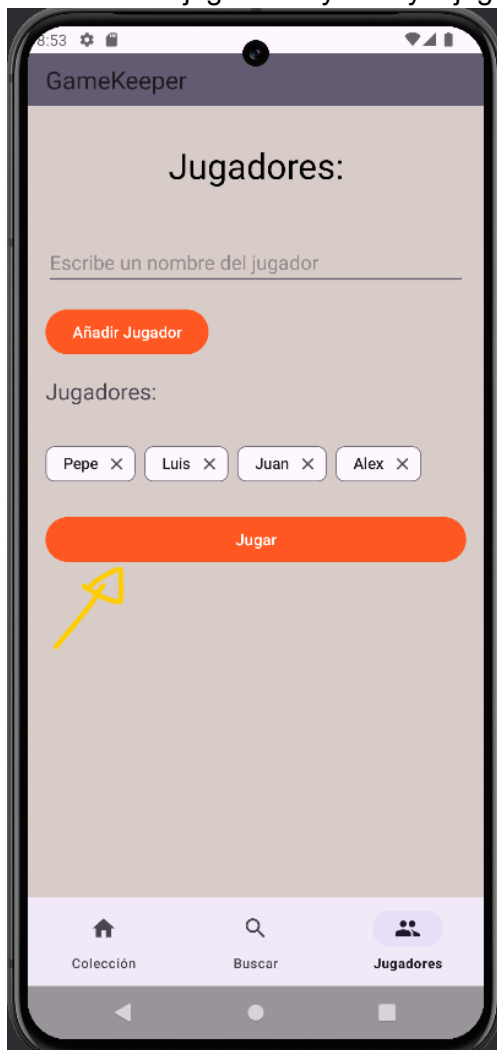 8:53
GameKeeper
Jugadores:
Escribe un nombre del jugador
Añadir Jugador
Jugadores:
Pepe Luis Juan Alex
Jugar
Colección Buscar Jugadores